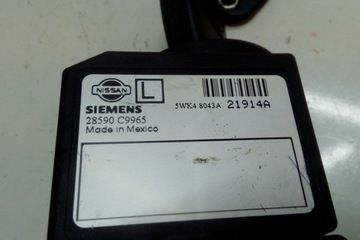 NISSAN
L
SIEMENS
5WK4 8043A 21914A
28590 C9965
Made in Mexico